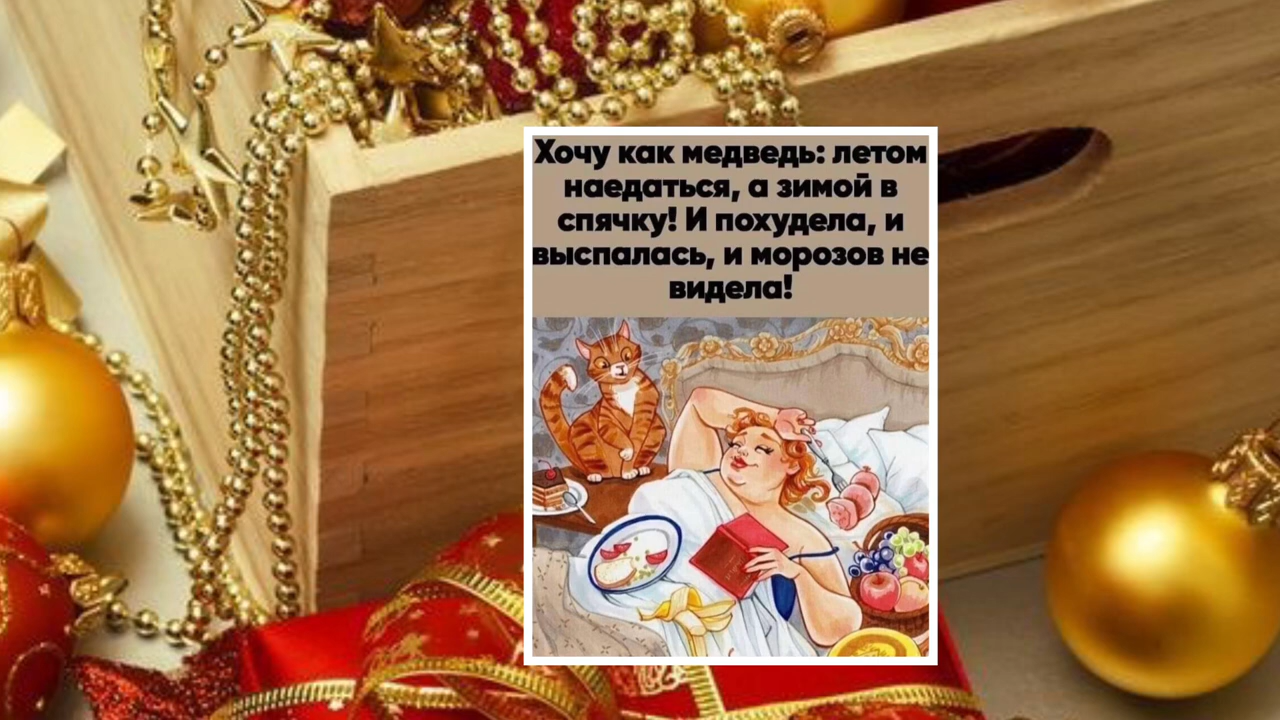 Хочу как медведь: летом
наедаться, а зимой в
спячку! И похудела, и
выспалась, и морозов не
видела!